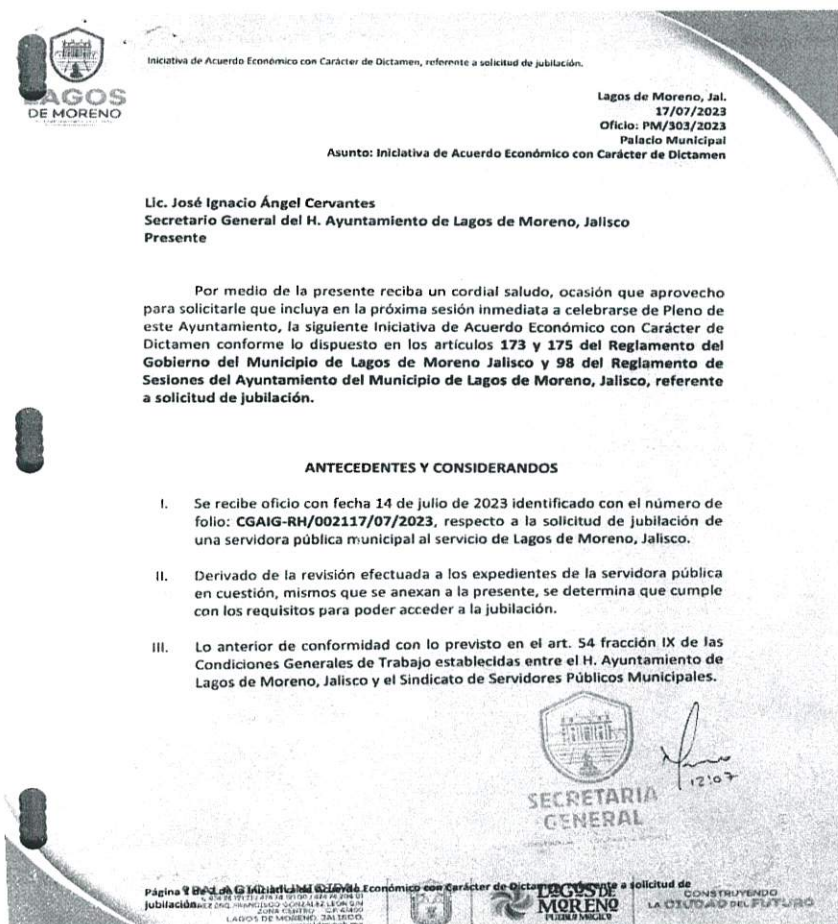 Iniciativa de Acuerdo Económico con Carácter de Dictamen, referente a solicitud de jubilación.
LAGOS
DE MORENO
Lagos de Moreno, Jal.
17/07/2023
Oficio: PM/303/2023
Palacio Municipal
Asunto: Iniciativa de Acuerdo Económico con Carácter de Dictamen
Lic. José Ignacio Ángel Cervantes
Secretario General del H. Ayuntamiento de Lagos de Moreno, Jalisco
Presente
Por medio de la presente reciba un cordial saludo, ocasión que aprovecho
para solicitarle que incluya en la próxima sesión inmediata a celebrarse de Pleno de
este Ayuntamiento, la siguiente Iniciativa de Acuerdo Económico con Carácter de
Dictamen conforme lo dispuesto en los artículos 173 y 175 del Reglamento del
Gobierno del Municipio de Lagos de Moreno Jalisco y 98 del Reglamento de
Sesiones del Ayuntamiento del Municipio de Lagos de Moreno, Jalisco, referente
a solicitud de jubilación.
ANTECEDENTES Y CONSIDERANDOS
I. Se recibe oficio con fecha 14 de julio de 2023 identificado con el número de
folio: CGAIG-RH/002117/07/2023, respecto a la solicitud de jubilación de
una servidora pública municipal al servicio de Lagos de Moreno, Jalisco.
II. Derivado de la revisión efectuada a los expedientes de la servidora pública
en cuestión, mismos que se anexan a la presente, se determina que cumple
con los requisitos para poder acceder a la jubilación.
III. Lo anterior de conformidad con lo previsto en el art. 54 fracción IX de las
Condiciones Generales de Trabajo establecidas entre el H. Ayuntamiento de
Lagos de Moreno, Jalisco y el Sindicato de Servidores Públicos Municipales.
12:07
SECRETARIA
GENERAL
Página de la Iniciativa de Acuerdo Económico con Carácter de Dictamen, a solicitud de
jubilación.
LAGOS DE MORENO, JALISCO.
LAGOS DE
MORENO
PUEBLO MÁGICO
CONSTRUYENDO
LA CIUDAD DEL FUTURO